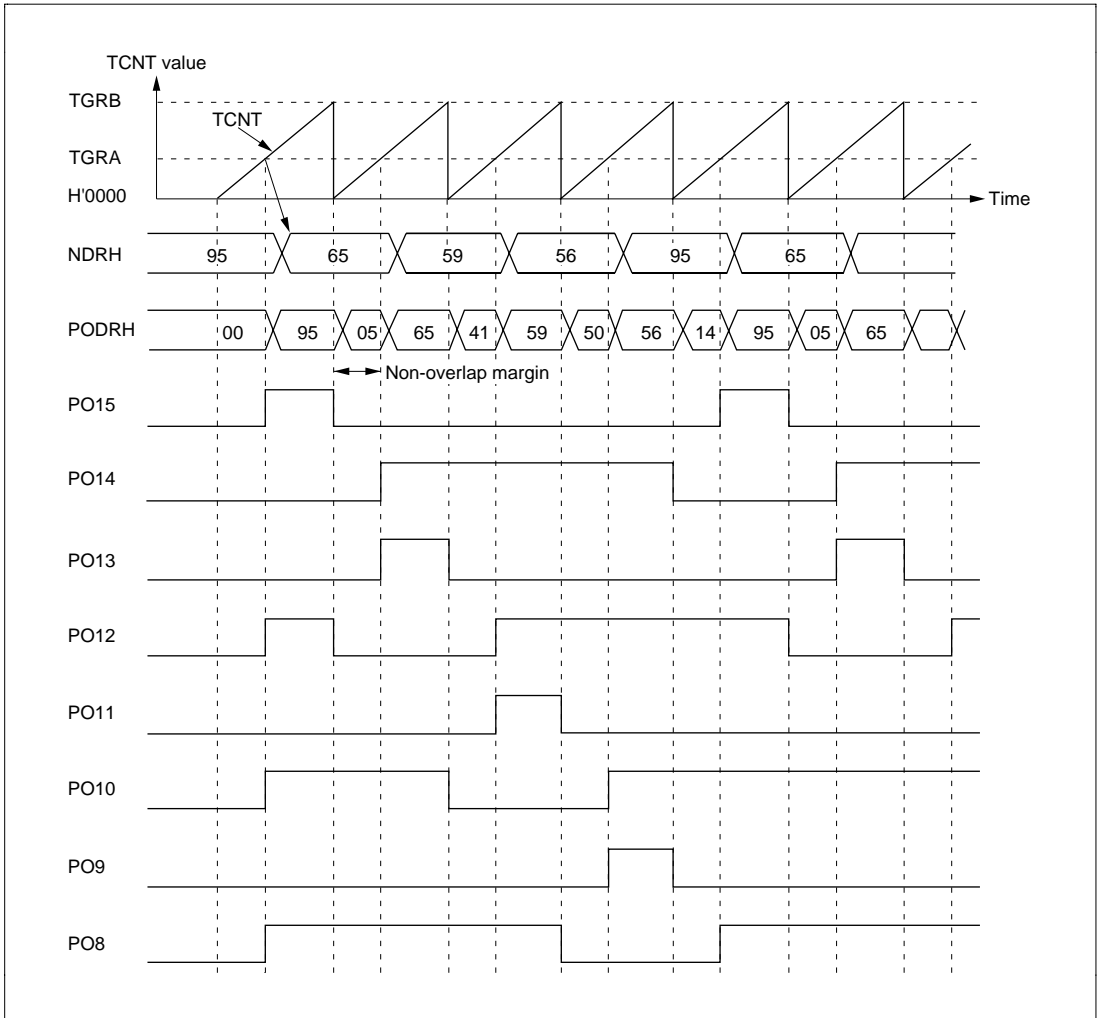 TCNT value
TGRB
TCNT
TGRA
H'0000
Time
NDRH 95 65 59 56 95 65
PODRH 00 95 05 65 41 59 50 56 14 95 05 65
Non-overlap margin
PO15
PO14
PO13
PO12
PO11
PO10
PO9
PO8